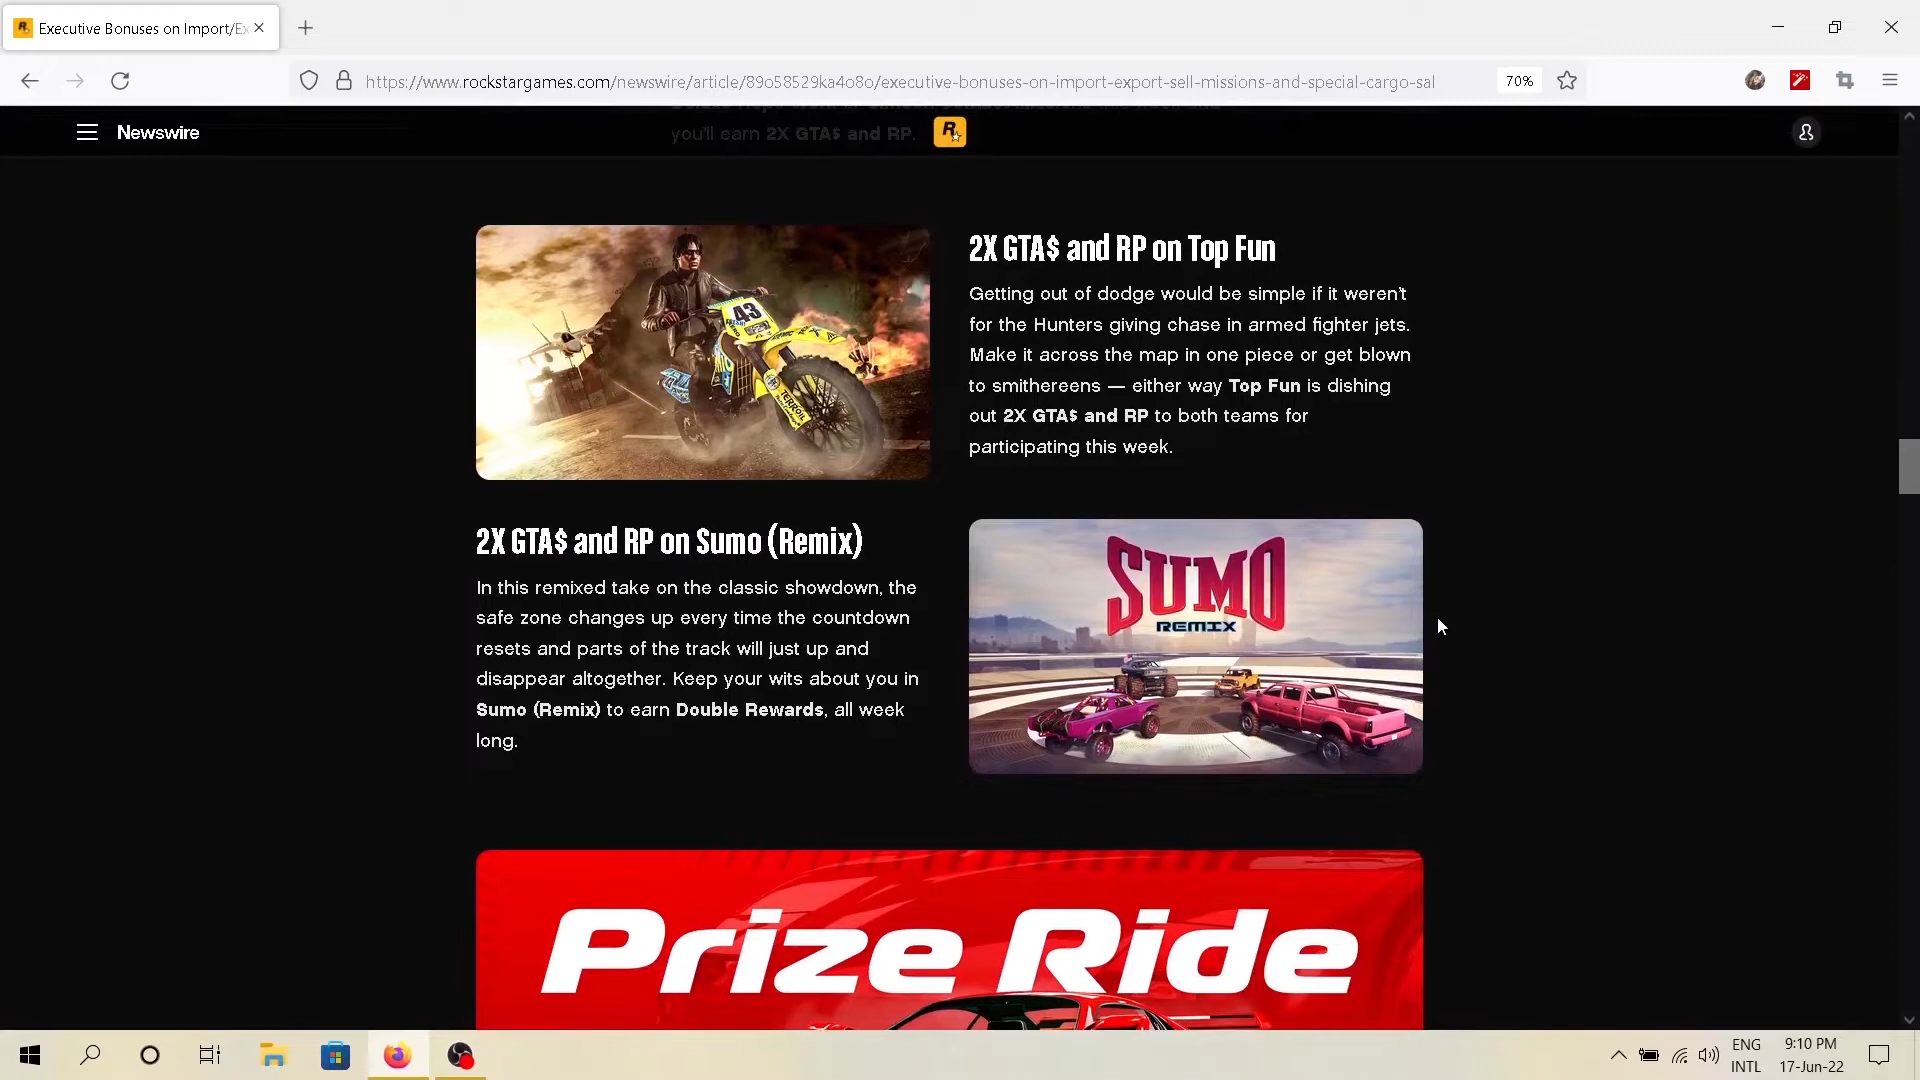 Executive Bonuses on Import/Ex
https://www.rockstargames.com/newswire/article/89o58529ka4o8o/executive-bonuses-on-import-export-sell-missions-and-special-cargo-sal
70%
Newswire
you'll earn 2X GTA$ and RP.
43
TERROIL
2X GTA$ and RP on Top Fun
Getting out of dodge would be simple if it weren't
for the Hunters giving chase in armed fighter jets.
Make it across the map in one piece or get blown
to smithereens — either way Top Fun is dishing
out 2X GTA$ and RP to both teams for
participating this week.
2X GTA$ and RP on Sumo (Remix)
In this remixed take on the classic showdown, the
safe zone changes up every time the countdown
resets and parts of the track will just up and
disappear altogether. Keep your wits about you in
Sumo (Remix) to earn Double Rewards, all week
long.
SUMO
REMIX
Prize Ride
ENG
INTL
9:10 PM
17-Jun-22